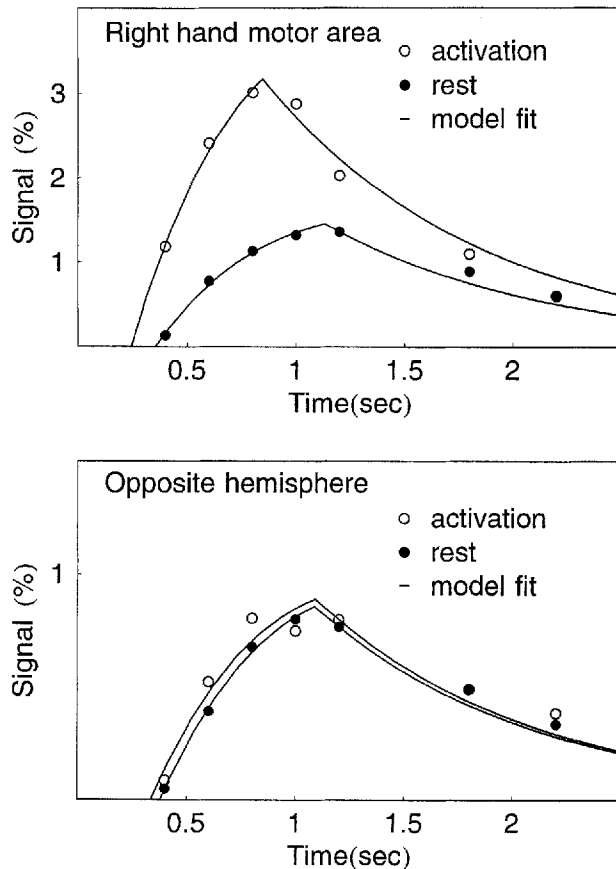 Right hand motor area
activation
rest
model fit
3
2
1
Signal (%)
0.5 1 1.5 2
Time(sec)
Opposite hemisphere
activation
rest
model fit
1
Signal (%)
0.5 1 1.5 2
Time(sec)